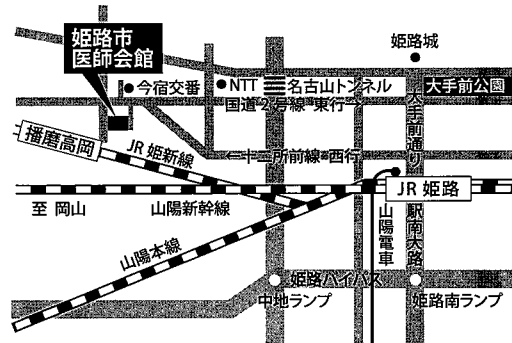 姫路市
医師会館
姫路城
今宿交番
NTT
名古山トンネル
大手前公園
国道2号線 東行→
大手前通り
播磨高岡
JR姫新線
←十二所前線 西行
JR 姫路
至 岡山
山陽新幹線
山陽電車
駅南大路
山陽本線
姫路バイパス
中地ランプ
姫路南ランプ